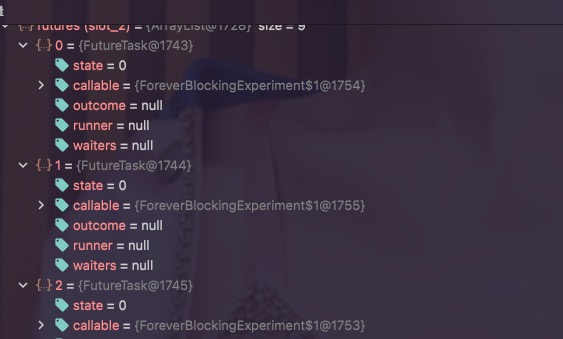 futures (slot_2) = {ArrayList@1728} size = 9
{...} 0 = {FutureTask@1743}
state = 0
callable = {ForeverBlockingExperiment$1@1754}
outcome = null
runner = null
waiters = null
{...} 1 = {FutureTask@1744}
state = 0
callable = {ForeverBlockingExperiment$1@1755}
outcome = null
runner = null
waiters = null
{...} 2 = {FutureTask@1745}
state = 0
callable = {ForeverBlockingExperiment$1@1753}